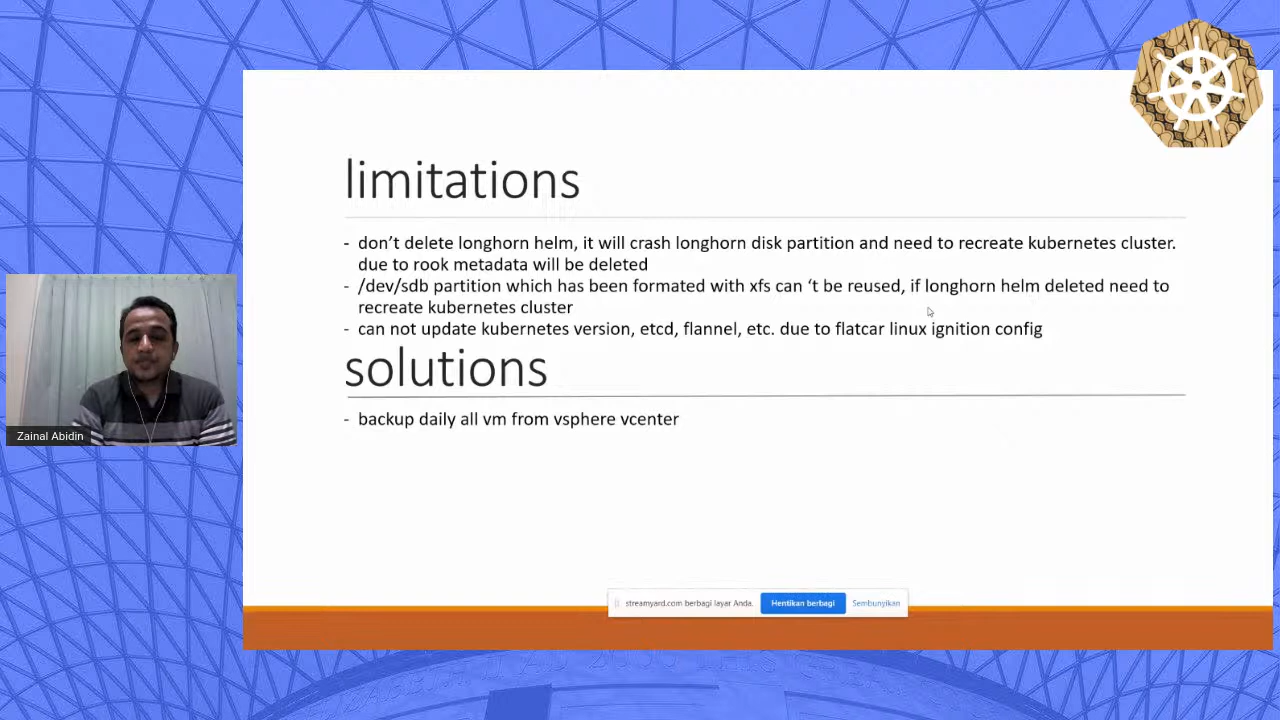 limitations
- don't delete longhorn helm, it will crash longhorn disk partition and need to recreate kubernetes cluster.
due to rook metadata will be deleted
- /dev/sdb partition which has been formated with xfs can ‘t be reused, if longhorn helm deleted need to
recreate kubernetes cluster
- can not update kubernetes version, etcd, flannel, etc. due to flatcar linux ignition config
solutions
- backup daily all vm from vsphere vcenter
Zainal Abidin
streamyard.com berbagi layar Anda.
Hentikan berbagi
Sembunyikan